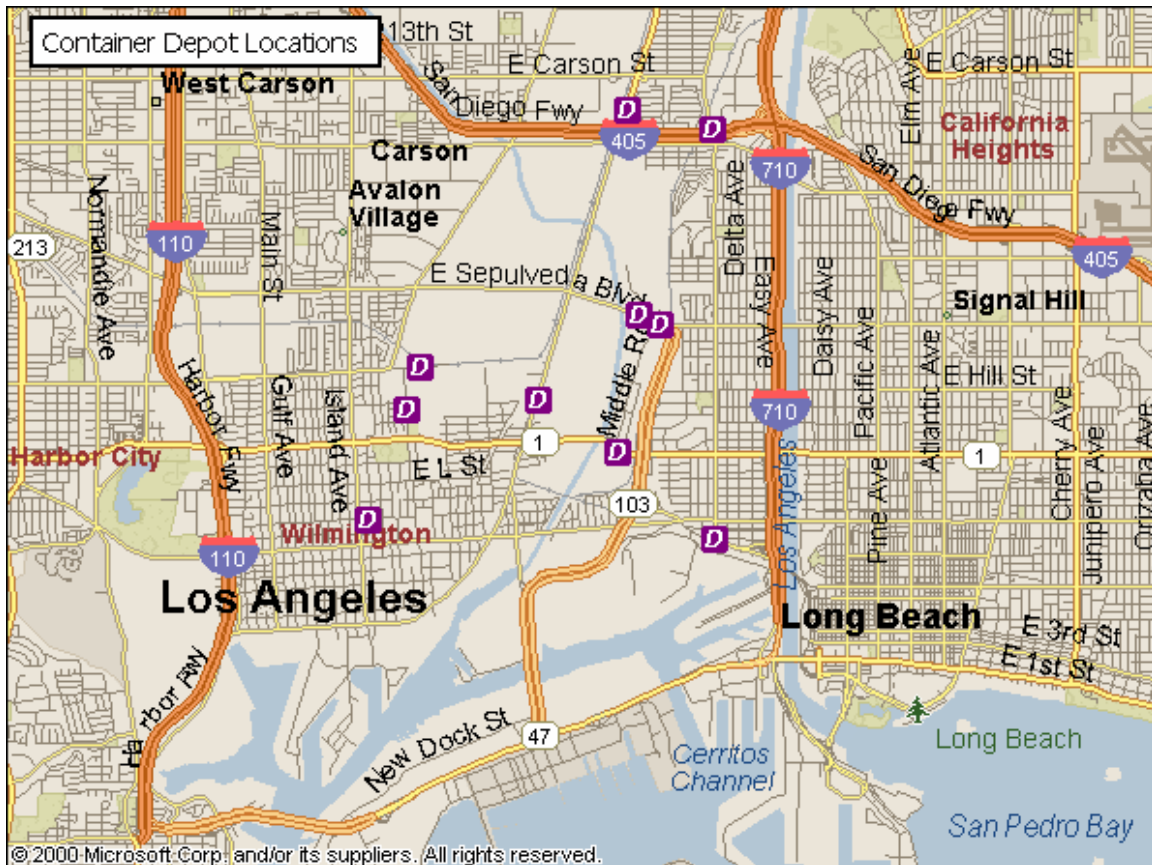 Container Depot Locations
213th St
E Carson St
E Carson St
West Carson
San Diego Fwy
Elm Ave
California
Heights
D
D
405
Carson
710
Avalon
Village
Delta Ave
San Diego Fwy
Normandie Ave
Main St
213
110
405
E Sepulveda Blvd
Easy Ave
Daisy Ave
Signal Hill
D
D
Middle Rd
D
Pacific Ave
Atlantic Ave
E Hill St
Harbor Fwy
Gulf Ave
Island Ave
D
D
710
Cherry Ave
Junipero Ave
Orizaba Ave
Harbor City
E L St
1
D
1
103
Pine Ave
Los Angeles
D
Wilmington
D
110
Los Angeles
Long Beach
E 3rd St
E 1st St
Harbor Fwy
New Dock St
47
Cerritos
Channel
Long Beach
San Pedro Bay
© 2000 Microsoft Corp. and/or its suppliers. All rights reserved.